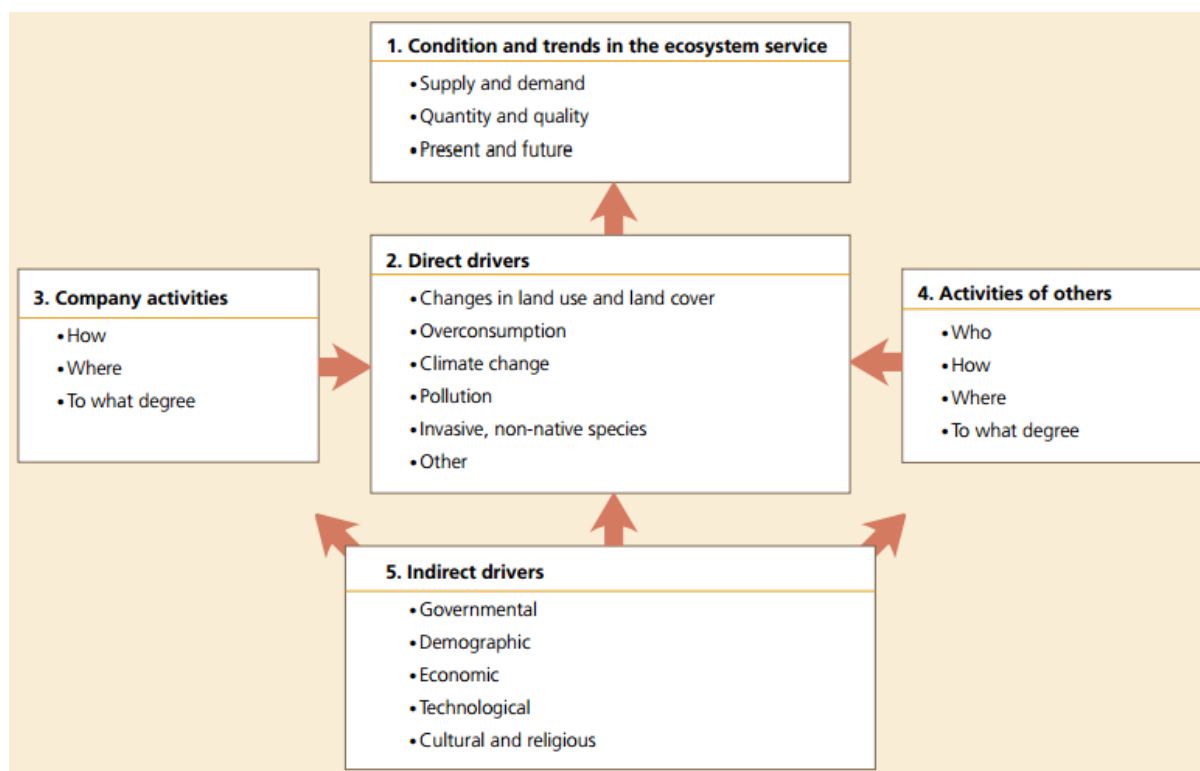 1. Condition and trends in the ecosystem service
•Supply and demand
•Quantity and quality
•Present and future
2. Direct drivers
•Changes in land use and land cover
•Overconsumption
•Climate change
•Pollution
•Invasive, non-native species
•Other
3. Company activities
•How
•Where
•To what degree
4. Activities of others
•Who
•How
•Where
•To what degree
5. Indirect drivers
•Governmental
•Demographic
•Economic
•Technological
•Cultural and religious